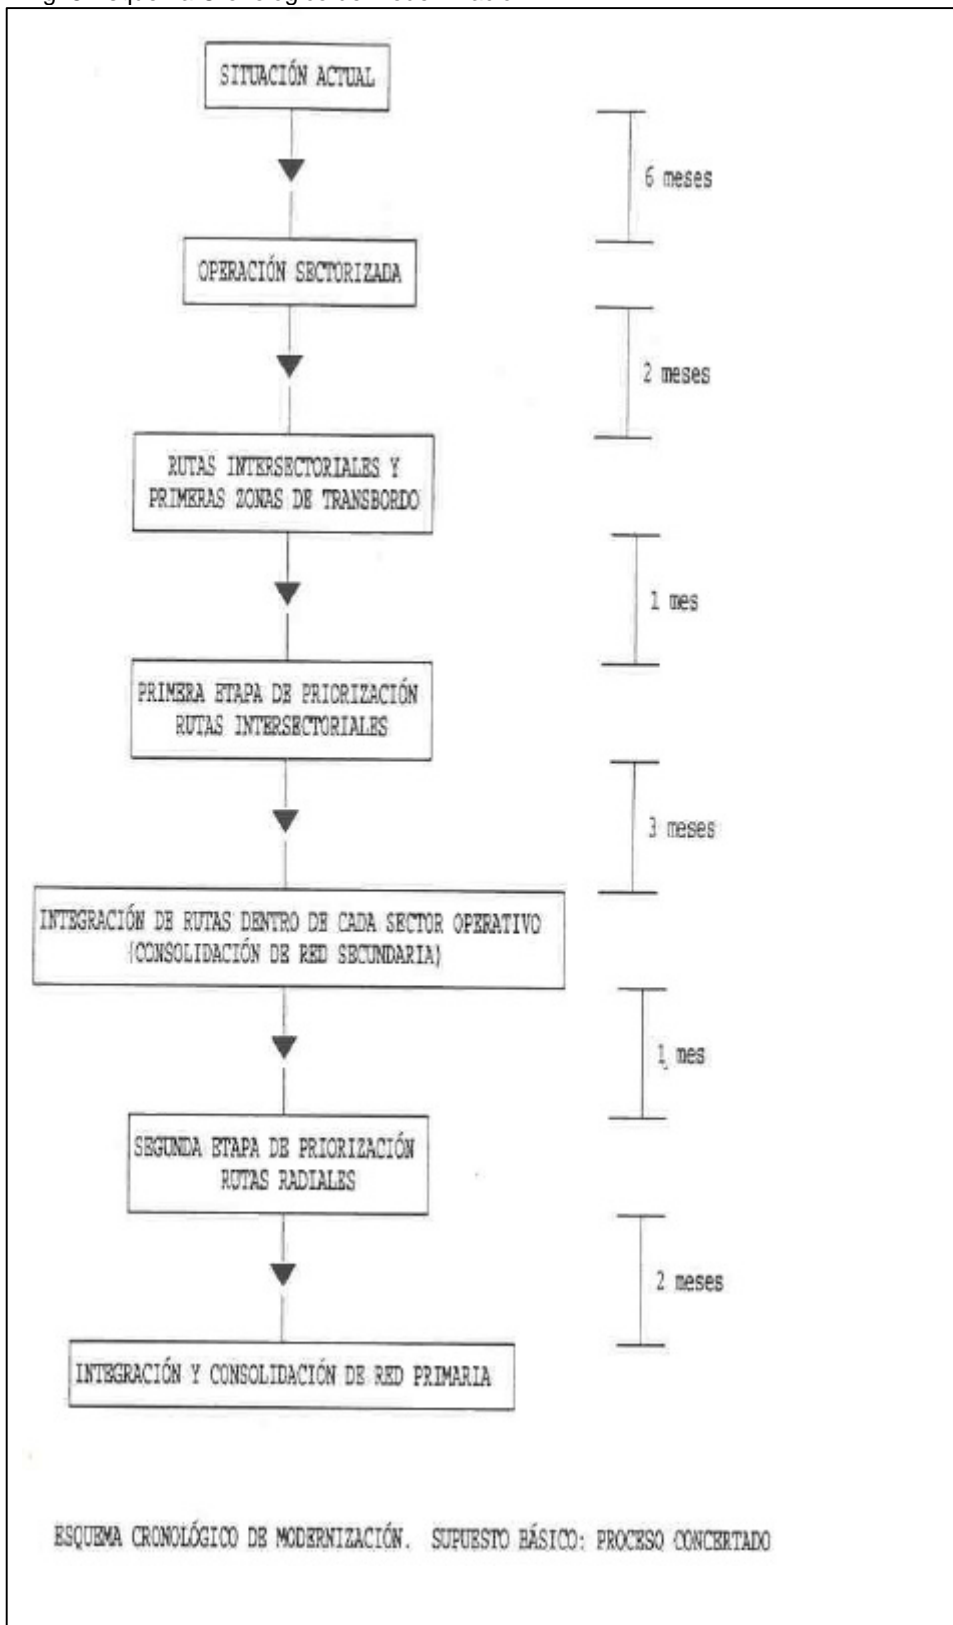 SITUACIÓN ACTUAL
6 meses
OPERACIÓN SECTORIZADA
2 meses
RUTAS INTERSECTORIALES Y
PRIMERAS ZONAS DE TRANSBORDO
1 mes
PRIMERA ETAPA DE PRIORIZACIÓN
RUTAS INTERSECTORIALES
3 meses
INTEGRACIÓN DE RUTAS DENTRO DE CADA SECTOR OPERATIVO
(CONSOLIDACIÓN DE RED SECUNDARIA)
1 mes
SEGUNDA ETAPA DE PRIORIZACIÓN
RUTAS RADIALES
2 meses
INTEGRACIÓN Y CONSOLIDACIÓN DE RED PRIMARIA
ESQUEMA CRONOLÓGICO DE MODERNIZACIÓN. SUPUESTO BÁSICO: PROCESO CONCERTADO